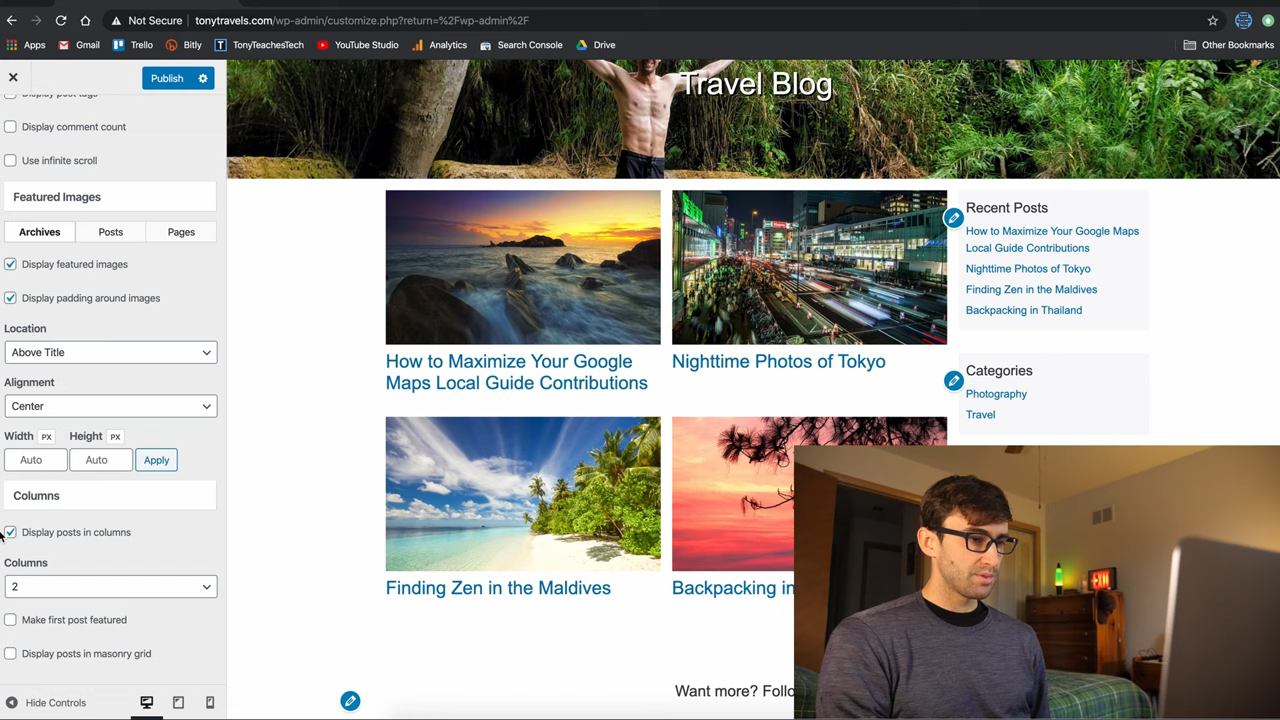 Not Secure
tonytravels.com/wp-admin/customize.php?return=%2Fwp-admin%2F
Apps
Gmail
Trello
Bitly
T
TonyTeachesTech
YouTube Studio
Analytics
Search Console
Drive
Other Bookmarks
Publish
Display post tags
Display comment count
Use infinite scroll
Featured Images
Archives
Posts
Pages
Display featured images
Display padding around images
Location
Above Title
Alignment
Center
Width PX Height PX
Auto
Auto
Apply
Columns
Display posts in columns
Columns
2
Make first post featured
Display posts in masonry grid
Hide Controls
Travel Blog
How to Maximize Your Google
Maps Local Guide Contributions
Nighttime Photos of Tokyo
Finding Zen in the Maldives
Backpacking in
Want more? Follo
Recent Posts
How to Maximize Your Google Maps
Local Guide Contributions
Nighttime Photos of Tokyo
Finding Zen in the Maldives
Backpacking in Thailand
Categories
Photography
Travel